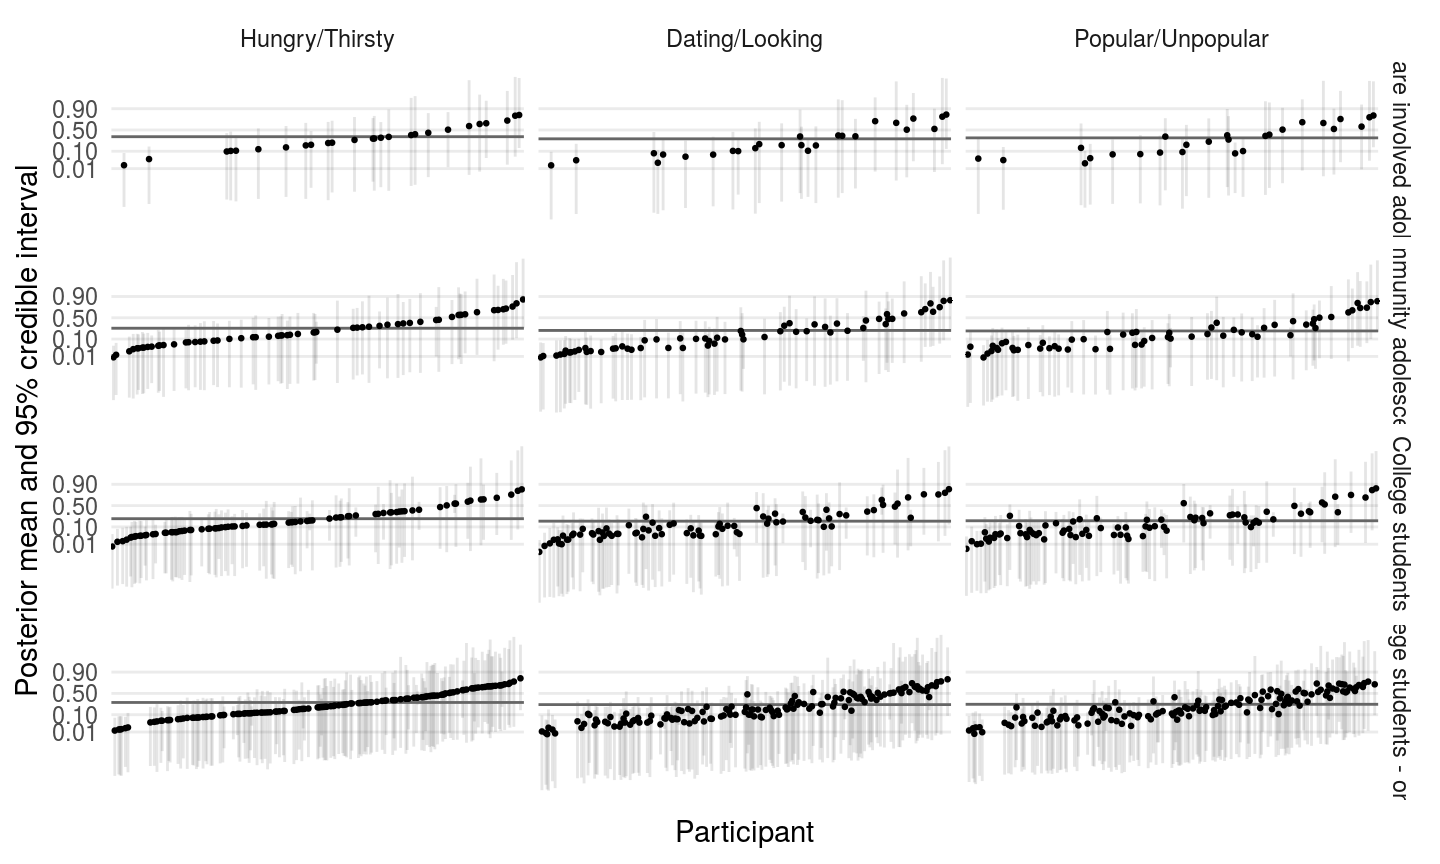 Hungry/Thirsty
Dating/Looking
Popular/Unpopular
Posterior mean and 95% credible interval
0.90
0.50
0.10
0.01
are involved adol
0.90
0.50
0.10
0.01
nmunity adolesce
0.90
0.50
0.10
0.01
College students
0.90
0.50
0.10
0.01
ege students - or
Participant